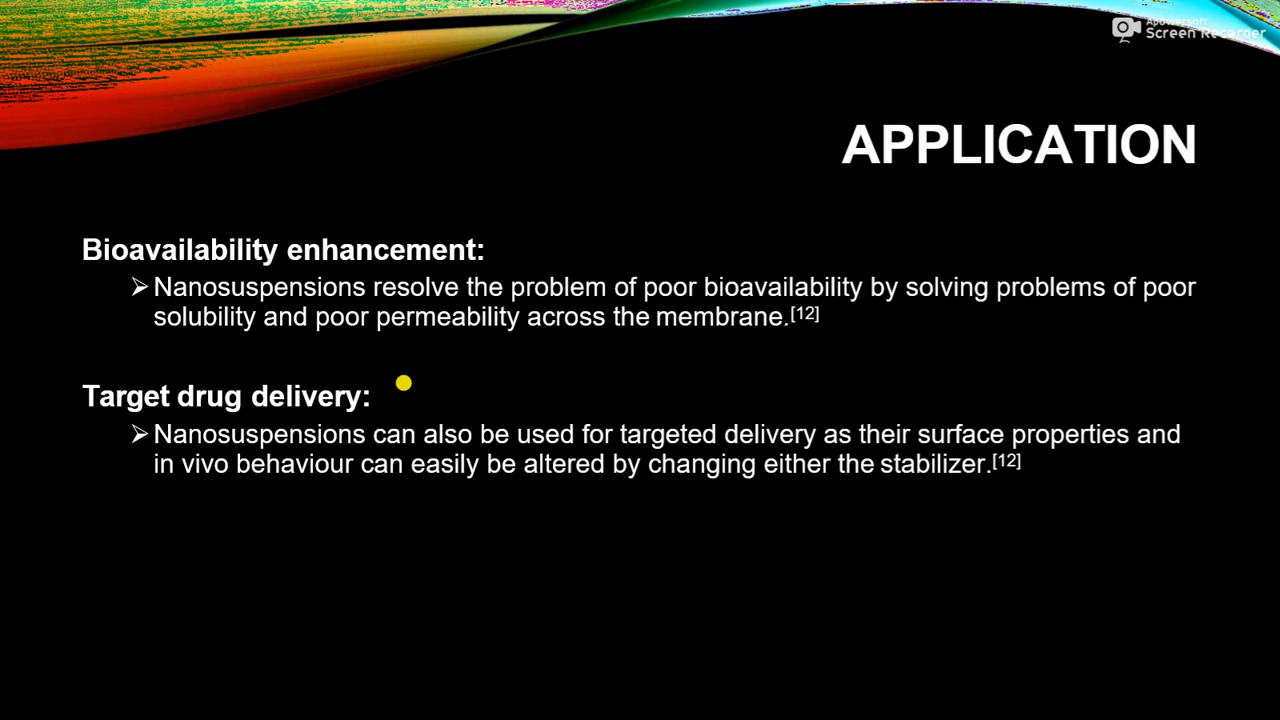 Apowersoft
Screen Recorder
APPLICATION
Bioavailability enhancement:
➢Nanosuspensions resolve the problem of poor bioavailability by solving problems of poor
solubility and poor permeability across the membrane.[12]
Target drug delivery:
➢Nanosuspensions can also be used for targeted delivery as their surface properties and
in vivo behaviour can easily be altered by changing either the stabilizer.[12]